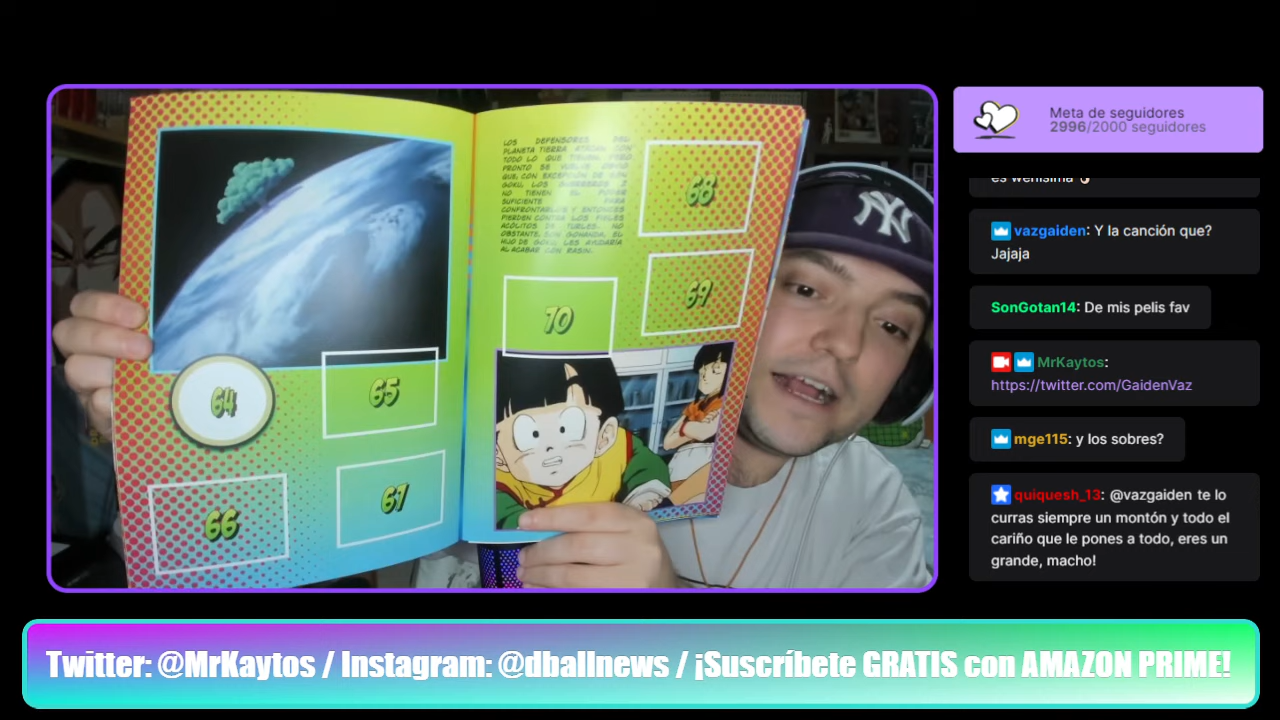 Meta de seguidores
2996/2000 seguidores
es wenísima
vazgaiden: Y la canción que?
Jajaja
SonGotan14: De mis pelis fav
MrKaytos:
https://twitter.com/GaidenVaz
mge115: y los sobres?
quiquesh_13: @vazgaiden te lo
curras siempre un montón y todo el
cariño que le pones a todo, eres un
grande, macho!
LOS DEFENSORES DEL
PLANETA TIERRA ATACAN CON
TODO LO QUE TIENEN, PERO
PRONTO SE VUELVE OBVIO
QUE, CON EXCEPCIÓN DE SON
GOKU, LOS GUERREROS Z
NO TIENEN EL PODER
SUFICIENTE PARA
CONFRONTARLOS Y ENTONCES
PIERDEN CONTRA LOS FIELES
ACÓLITOS DE TURLES. NO
OBSTANTE, SON GOHANDA, EL
HIJO DE GOKU, LES AYUDARÍA
AL ACABAR CON RASIN.
64
65
66
67
68
69
70
NY
Twitter: @MrKaytos / Instagram: @dballnews / ¡Suscríbete GRATIS con AMAZON PRIME!